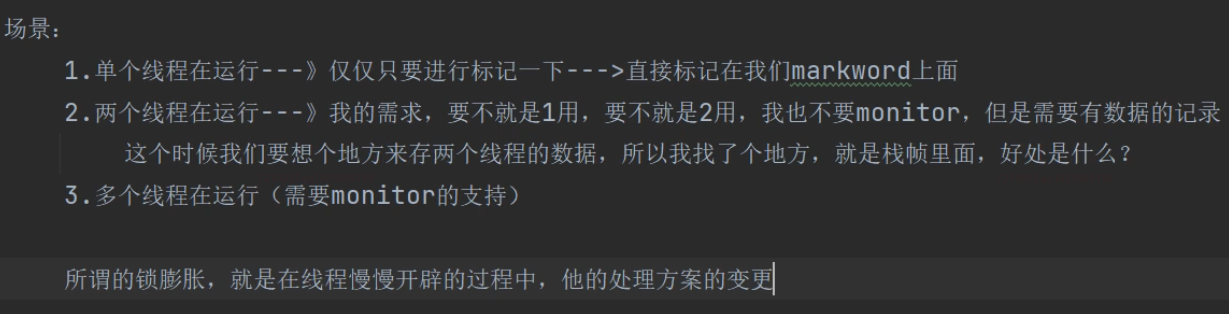 场景：
1.单个线程在运行---》仅仅只要进行标记一下--->直接标记在我们markword上面
2.两个线程在运行---》我的需求，要不就是1用，要不就是2用，我也不要monitor，但是需要有数据的记录
这个时候我们要想个地方来存两个线程的数据，所以我找了个地方，就是栈帧里面，好处是什么？
3.多个线程在运行（需要monitor的支持）
所谓的锁膨胀，就是在线程慢慢开辟的过程中，他的处理方案的变更